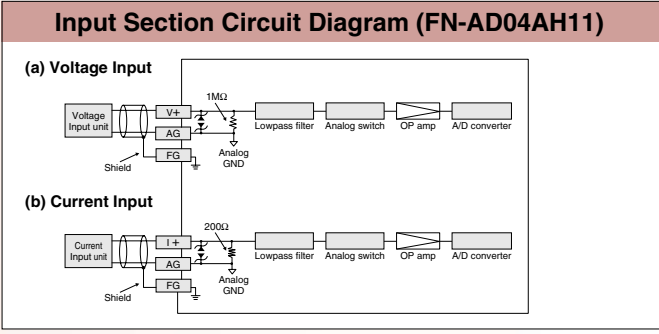 Input Section Circuit Diagram (FN-AD04AH11)
(a) Voltage Input
Voltage
Input unit
Shield
V+
AG
FG
1MΩ
Analog
GND
Lowpass filter
Analog switch
OP amp
A/D converter
(b) Current Input
Current
Input unit
Shield
I +
AG
FG
200Ω
Analog
GND
Lowpass filter
Analog switch
OP amp
A/D converter